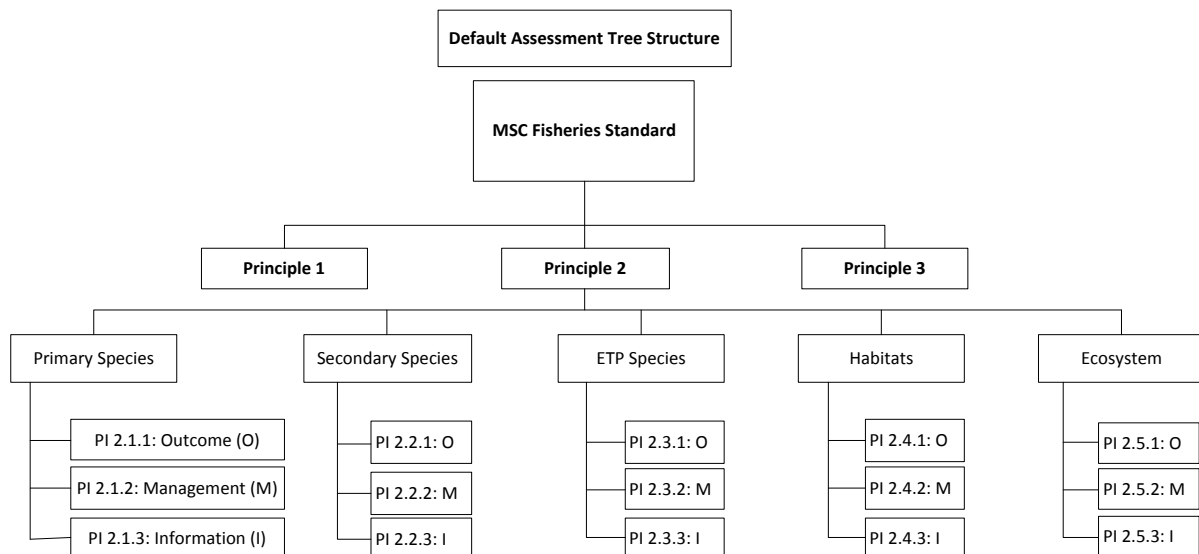 Default Assessment Tree Structure
MSC Fisheries Standard
Principle 1
Principle 2
Principle 3
Primary Species
Secondary Species
ETP Species
Habitats
Ecosystem
PI 2.1.1: Outcome (O)
PI 2.2.1: O
PI 2.3.1: O
PI 2.4.1: O
PI 2.5.1: O
PI 2.1.2: Management (M)
PI 2.2.2: M
PI 2.3.2: M
PI 2.4.2: M
PI 2.5.2: M
PI 2.1.3: Information (I)
PI 2.2.3: I
PI 2.3.3: I
PI 2.4.3: I
PI 2.5.3: I